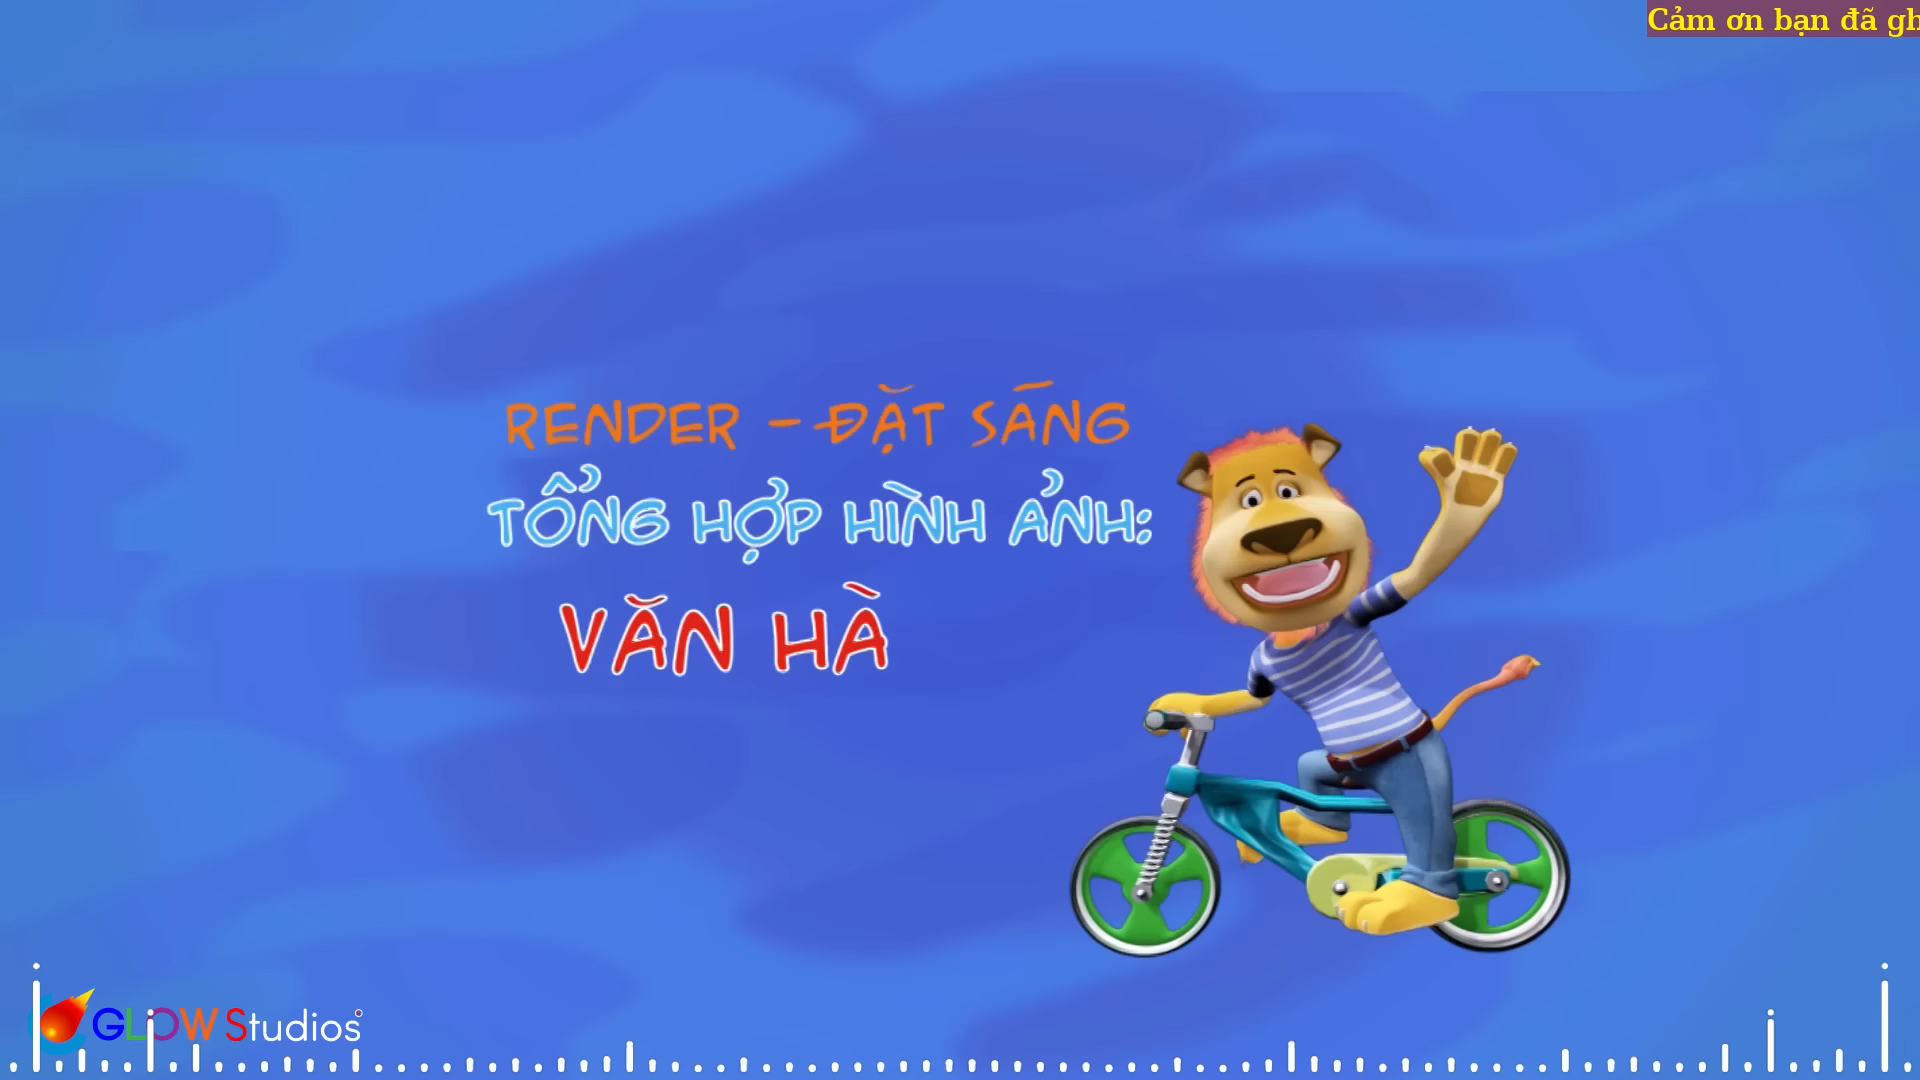 Cảm ơn bạn đã gh
RENDER - ĐẶT SÁNG
TỔNG HỢP HÌNH ẢNH:
VĂN HÀ
GLOW Studios